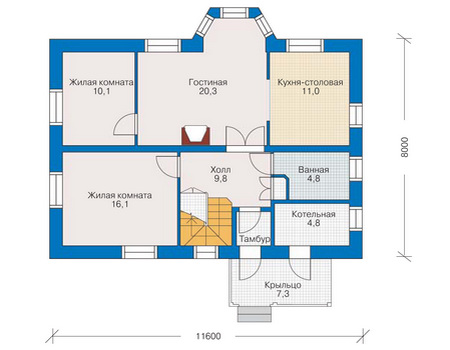 Жилая комната
10,1
Гостиная
20,3
Кухня-столовая
11,0
8000
Жилая комната
16,1
Холл
9,8
Ванная
4,8
Котельная
4,8
Тамбур
Крыльцо
7,3
11600